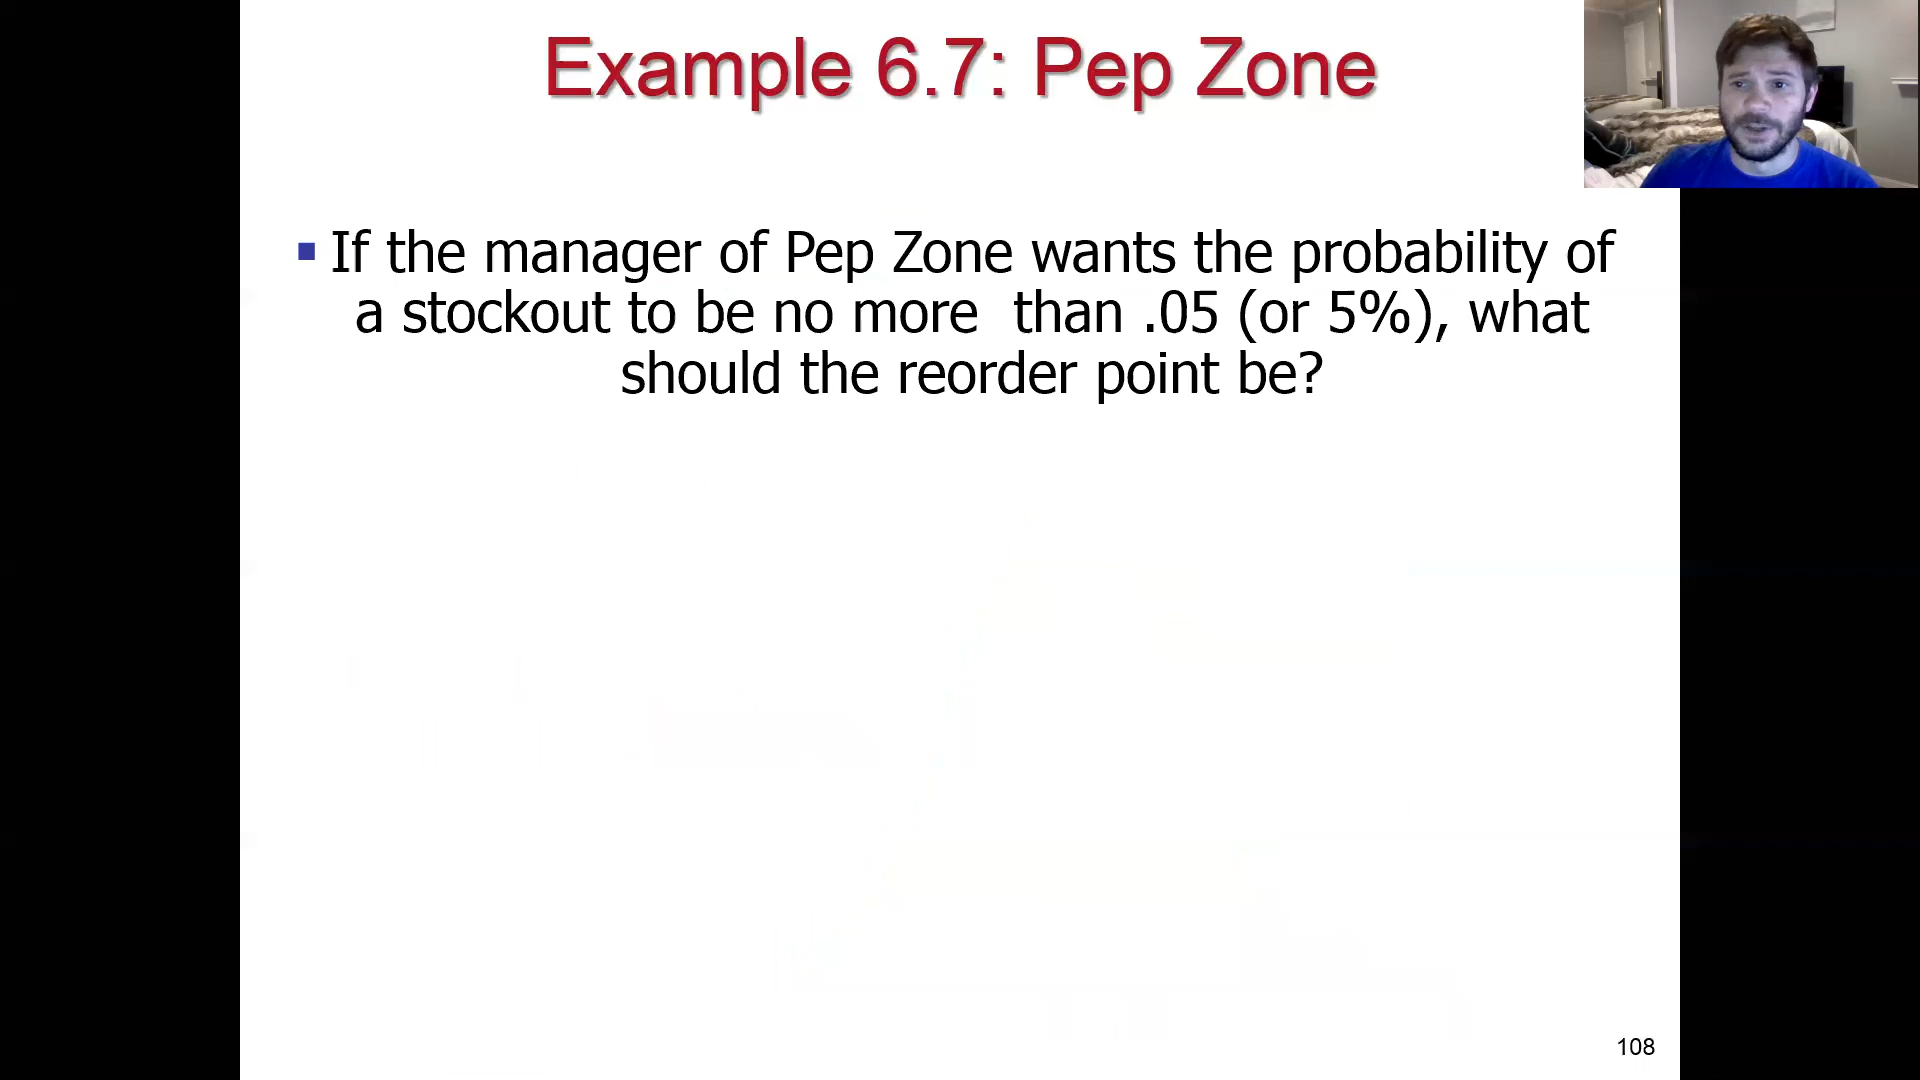 Example 6.7: Pep Zone
▪ If the manager of Pep Zone wants the probability of
a stockout to be no more  than .05 (or 5%), what
should the reorder point be?
108